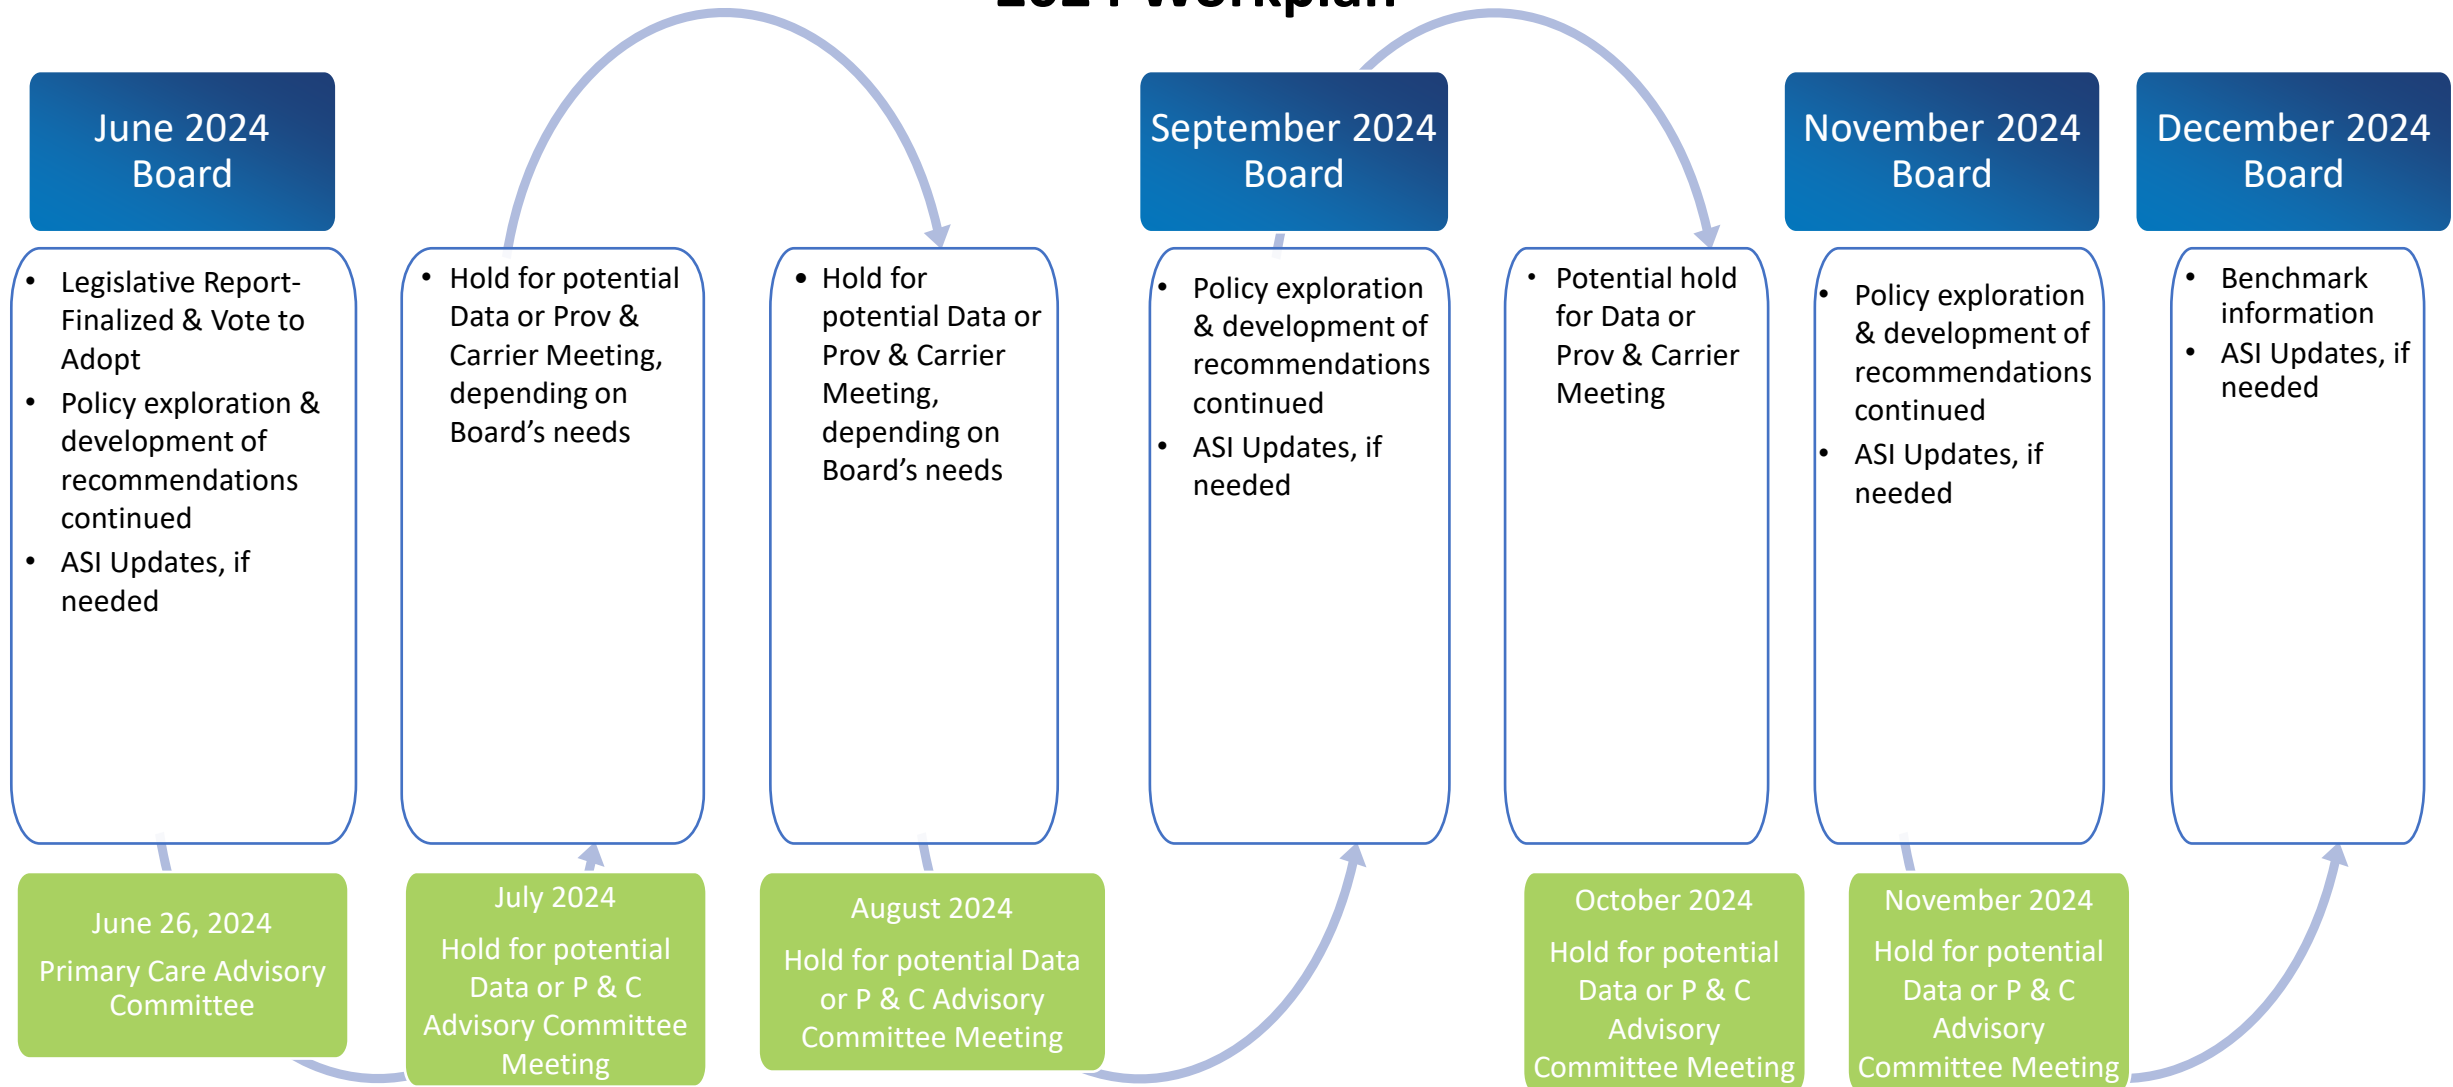 2024 Workplan
June 2024
Board
September 2024
Board
November 2024
Board
December 2024
Board
• Legislative Report-
Finalized & Vote to
Adopt
• Policy exploration &
development of
recommendations
continued
• ASI Updates, if
needed
• Hold for potential
Data or Prov &
Carrier Meeting,
depending on
Board’s needs
• Hold for
potential Data or
Prov & Carrier
Meeting,
depending on
Board’s needs
• Policy exploration
& development of
recommendations
continued
• ASI Updates, if
needed
• Potential hold
for Data or
Prov & Carrier
Meeting
• Policy exploration
& development of
recommendations
continued
• ASI Updates, if
needed
• Benchmark
information
• ASI Updates, if
needed
June 26, 2024
Primary Care Advisory
Committee
July 2024
Hold for potential
Data or P & C
Advisory Committee
Meeting
August 2024
Hold for potential Data
or P & C Advisory
Committee Meeting
October 2024
Hold for potential
Data or P & C
Advisory
Committee Meeting
November 2024
Hold for potential
Data or P & C
Advisory
Committee Meeting